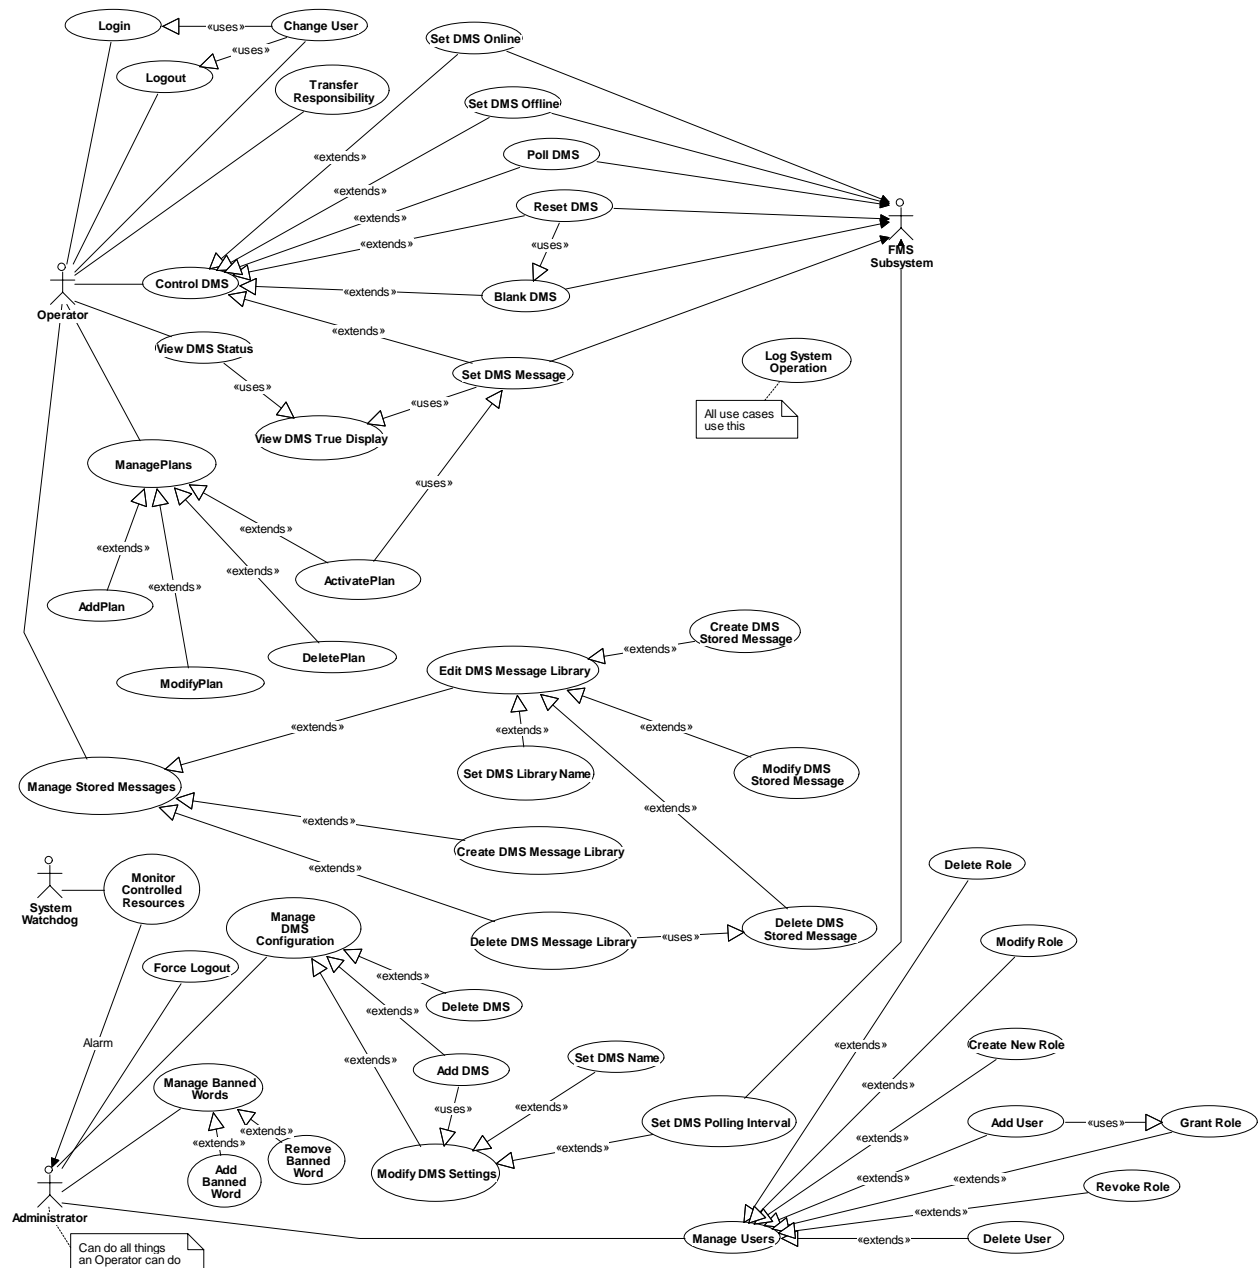 Login
«uses»
Change User
«uses»
Logout
Transfer
Responsibility
Set DMS Online
Set DMS Offline
«extends»
Poll DMS
«extends»
«extends»
Reset DMS
«extends»
«uses»
FMS
Subsystem
Control DMS
«extends»
Blank DMS
Operator
«extends»
View DMS Status
Set DMS Message
Log System
Operation
«uses»
«uses»
All use cases
use this
View DMS True Display
ManagePlans
«uses»
«extends»
«extends»
«extends»
«extends»
ActivatePlan
AddPlan
DeletePlan
ModifyPlan
Create DMS
Stored Message
«extends»
Edit DMS Message Library
«extends»
«extends»
«extends»
Set DMS Library Name
Modify DMS
Stored Message
Manage Stored Messages
«extends»
«extends»
Create DMS Message Library
«extends»
System
Watchdog
Monitor
Controlled
Resources
Delete Role
Manage
DMS
Configuration
Delete DMS Message Library
«uses»
Delete DMS
Stored Message
Modify Role
Force Logout
«extends»
Delete DMS
«extends»
Alarm
«extends»
Set DMS Name
«extends»
Create New Role
Add DMS
Manage Banned
Words
«uses»
«extends»
«extends»
Set DMS Polling Interval
Add User
«uses»
Grant Role
«extends»
«extends»
«extends»
«extends»
«extends»
Remove
Banned
Word
Add
Banned
Word
Modify DMS Settings
«extends»
«extends»
Revoke Role
Administrator
«extends»
Manage Users
«extends»
Delete User
Can do all things
an Operator can do